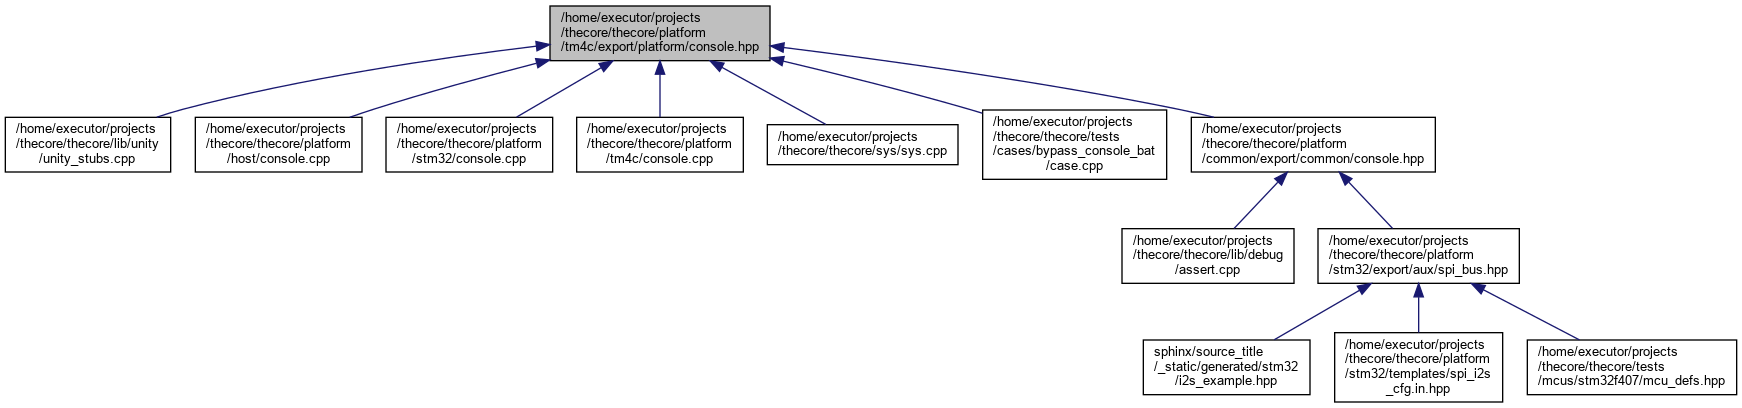 /home/executor/projects
/thecore/thecore/platform
/tm4c/export/platform/console.hpp
/home/executor/projects
/thecore/thecore/lib/unity
/unity_stubs.cpp
/home/executor/projects
/thecore/thecore/platform
/host/console.cpp
/home/executor/projects
/thecore/thecore/platform
/stm32/console.cpp
/home/executor/projects
/thecore/thecore/platform
/tm4c/console.cpp
/home/executor/projects
/thecore/thecore/sys/sys.cpp
/home/executor/projects
/thecore/thecore/tests
/cases/bypass_console_bat
/case.cpp
/home/executor/projects
/thecore/thecore/platform
/common/export/common/console.hpp
/home/executor/projects
/thecore/thecore/lib/debug
/assert.cpp
/home/executor/projects
/thecore/thecore/platform
/stm32/export/aux/spi_bus.hpp
sphinx/source_title
/_static/generated/stm32
/i2s_example.hpp
/home/executor/projects
/thecore/thecore/platform
/stm32/templates/spi_i2s
_cfg.in.hpp
/home/executor/projects
/thecore/thecore/tests
/mcus/stm32f407/mcu_defs.hpp